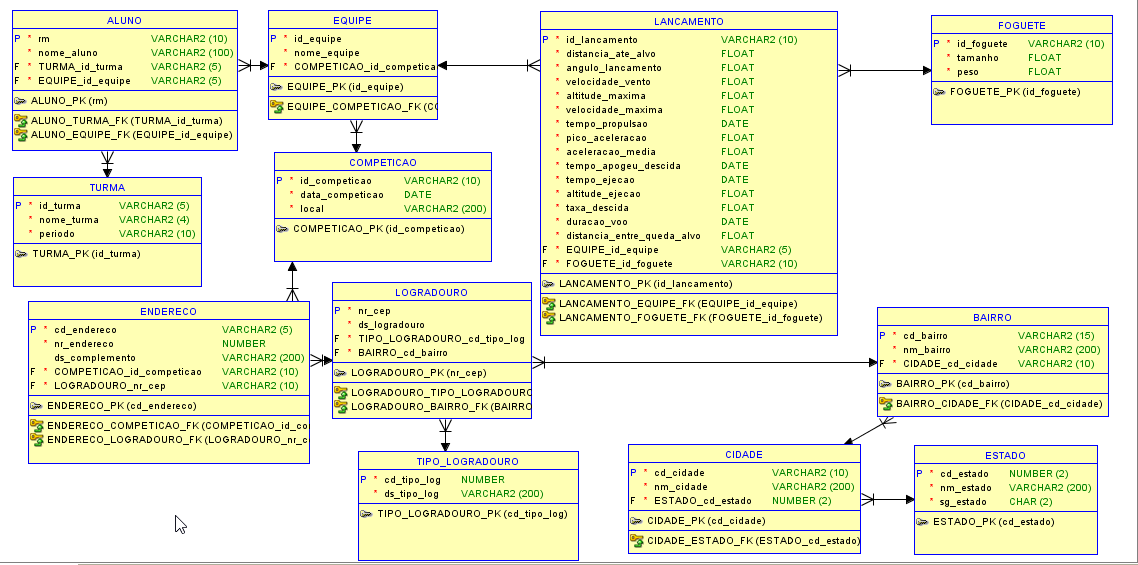 ALUNO
P * rm VARCHAR2 (10)
* nome_aluno VARCHAR2 (100)
F * TURMA_id_turma VARCHAR2 (5)
F * EQUIPE_id_equipe VARCHAR2 (5)
ALUNO_PK (rm)
ALUNO_TURMA_FK (TURMA_id_turma)
ALUNO_EQUIPE_FK (EQUIPE_id_equipe)
EQUIPE
P * id_equipe
* nome_equipe
F * COMPETICAO_id_competica
EQUIPE_PK (id_equipe)
EQUIPE_COMPETICAO_FK (CO
LANCAMENTO
P * id_lancamento VARCHAR2 (10)
* distancia_ate_alvo FLOAT
* angulo_lancamento FLOAT
* velocidade_vento FLOAT
* altitude_maxima FLOAT
* velocidade_maxima FLOAT
* tempo_propulsao DATE
* pico_aceleracao FLOAT
* aceleracao_media FLOAT
* tempo_apogeu_descida DATE
* tempo_ejecao DATE
* altitude_ejecao FLOAT
* taxa_descida FLOAT
* duracao_voo DATE
* distancia_entre_queda_alvo FLOAT
F * EQUIPE_id_equipe VARCHAR2 (5)
F * FOGUETE_id_foguete VARCHAR2 (10)
LANCAMENTO_PK (id_lancamento)
LANCAMENTO_EQUIPE_FK (EQUIPE_id_equipe)
LANCAMENTO_FOGUETE_FK (FOGUETE_id_foguete)
FOGUETE
P * id_foguete VARCHAR2 (10)
* tamanho FLOAT
* peso FLOAT
FOGUETE_PK (id_foguete)
TURMA
P * id_turma VARCHAR2 (5)
* nome_turma VARCHAR2 (4)
* periodo VARCHAR2 (10)
TURMA_PK (id_turma)
COMPETICAO
P * id_competicao VARCHAR2 (10)
* data_competicao DATE
* local VARCHAR2 (200)
COMPETICAO_PK (id_competicao)
ENDERECO
P * cd_endereco VARCHAR2 (5)
* nr_endereco NUMBER
ds_complemento VARCHAR2 (200)
F * COMPETICAO_id_competicao VARCHAR2 (10)
F * LOGRADOURO_nr_cep VARCHAR2 (10)
ENDERECO_PK (cd_endereco)
ENDERECO_COMPETICAO_FK (COMPETICAO_id_co
ENDERECO_LOGRADOURO_FK (LOGRADOURO_nr_c
LOGRADOURO
P * nr_cep
* ds_logradouro
F * TIPO_LOGRADOURO_cd_tipo_log
F * BAIRRO_cd_bairro
LOGRADOURO_PK (nr_cep)
LOGRADOURO_TIPO_LOGRADOURO
LOGRADOURO_BAIRRO_FK (BAIRRO
BAIRRO
P * cd_bairro VARCHAR2 (15)
* nm_bairro VARCHAR2 (200)
F * CIDADE_cd_cidade VARCHAR2 (10)
BAIRRO_PK (cd_bairro)
BAIRRO_CIDADE_FK (CIDADE_cd_cidade)
TIPO_LOGRADOURO
P * cd_tipo_log NUMBER
* ds_tipo_log VARCHAR2 (200)
TIPO_LOGRADOURO_PK (cd_tipo_log)
CIDADE
P * cd_cidade VARCHAR2 (10)
* nm_cidade VARCHAR2 (200)
F * ESTADO_cd_estado NUMBER (2)
CIDADE_PK (cd_cidade)
CIDADE_ESTADO_FK (ESTADO_cd_estado)
ESTADO
P * cd_estado NUMBER (2)
* nm_estado VARCHAR2 (200)
* sg_estado CHAR (2)
ESTADO_PK (cd_estado)